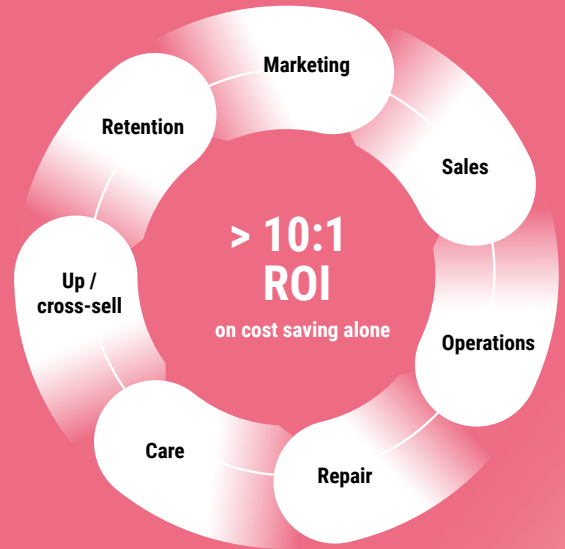 Marketing
Sales
Operations
Repair
Care
Up /
cross-sell
Retention
> 10:1
ROI
on cost saving alone